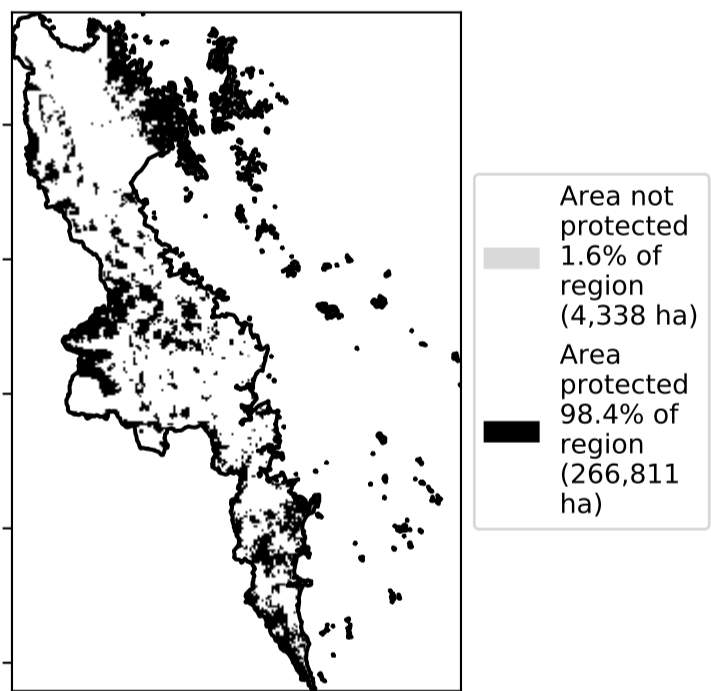 Area not
protected
1.6% of
region
(4,338 ha)
Area
protected
98.4% of
region
(266,811
ha)